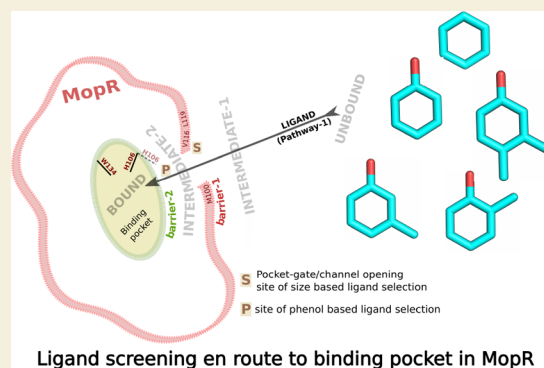 MopR
V116 L119
S
INTERMEDIATE-2
INTERMEDIATE-1
UNBOUND
LIGAND
(Pathway-1)
H106
H106
W134
P
BOUND
Binding
pocket
barrier-2
M100
barrier-1
S Pocket-gate/channel opening
site of size based ligand selection
P site of phenol based ligand selection
Ligand screening en route to binding pocket in MopR